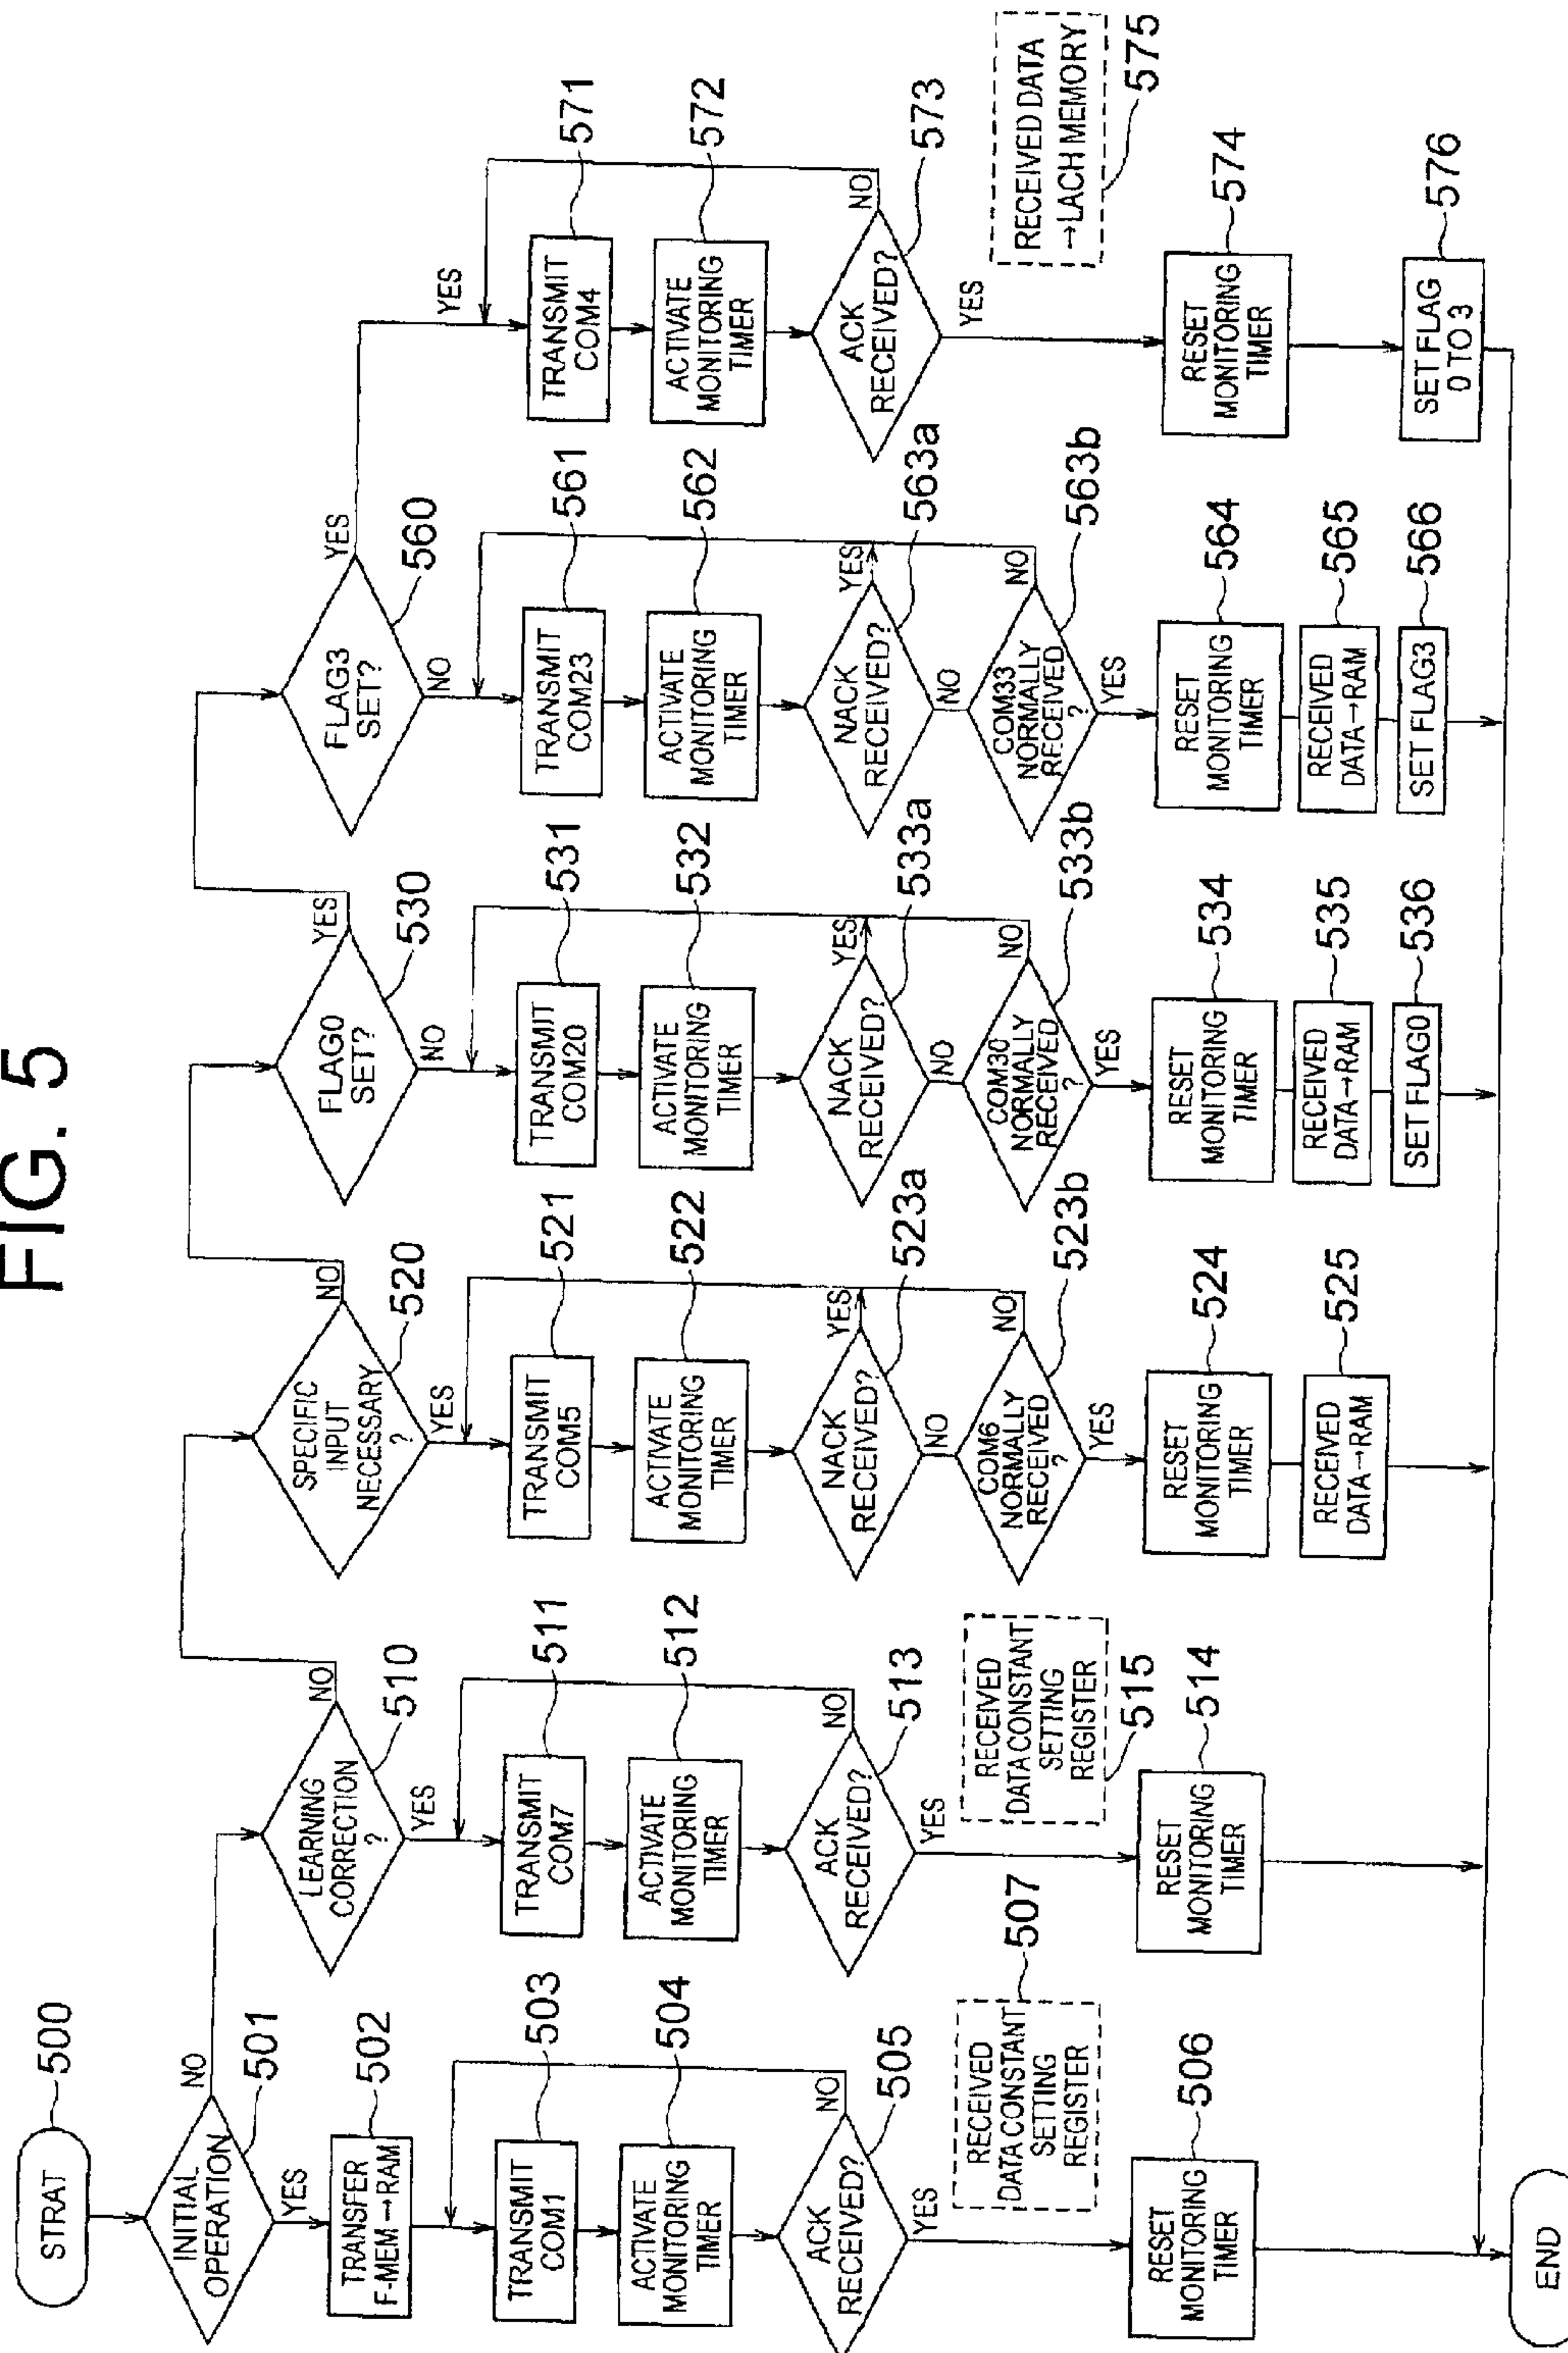 FIG. 5
STRAT
500
INITIAL
OPERATION
501
NO
YES
TRANSFER
F-MEM→RAM
502
TRANSMIT
COM1
503
ACTIVATE
MONITORING
TIMER
504
ACK
RECEIVED?
505
NO
YES
RECEIVED
DATA CONSTANT
SETTING
REGISTER
507
RESET
MONITORING
TIMER
506
END
LEARNING
CORRECTION
?
510
NO
YES
TRANSMIT
COM7
511
ACTIVATE
MONITORING
TIMER
512
ACK
RECEIVED?
513
NO
YES
RECEIVED
DATA CONSTANT
SETTING
REGISTER
515
RESET
MONITORING
TIMER
514
SPECIFIC
INPUT
NECESSARY
?
520
NO
YES
TRANSMIT
COM5
521
ACTIVATE
MONITORING
TIMER
522
NACK
RECEIVED?
523a
YES
NO
COM6
NORMALLY
RECEIVED
?
523b
NO
YES
RESET
MONITORING
TIMER
524
RECEIVED
DATA→RAM
525
FLAG0
SET?
530
YES
NO
TRANSMIT
COM20
531
ACTIVATE
MONITORING
TIMER
532
NACK
RECEIVED?
533a
YES
NO
COM30
NORMALLY
RECEIVED
?
533b
NO
YES
RESET
MONITORING
TIMER
534
RECEIVED
DATA→RAM
535
SET FLAG0
536
FLAG3
SET?
560
YES
NO
TRANSMIT
COM23
561
ACTIVATE
MONITORING
TIMER
562
NACK
RECEIVED?
563a
YES
NO
COM33
NORMALLY
RECEIVED
?
563b
NO
YES
RESET
MONITORING
TIMER
564
RECEIVED
DATA→RAM
565
SET FLAG3
566
YES
TRANSMIT
COM4
571
ACTIVATE
MONITORING
TIMER
572
ACK
RECEIVED?
573
NO
YES
RECEIVED DATA
→LACH MEMORY
575
RESET
MONITORING
TIMER
574
SET FLAG
0 TO 3
576